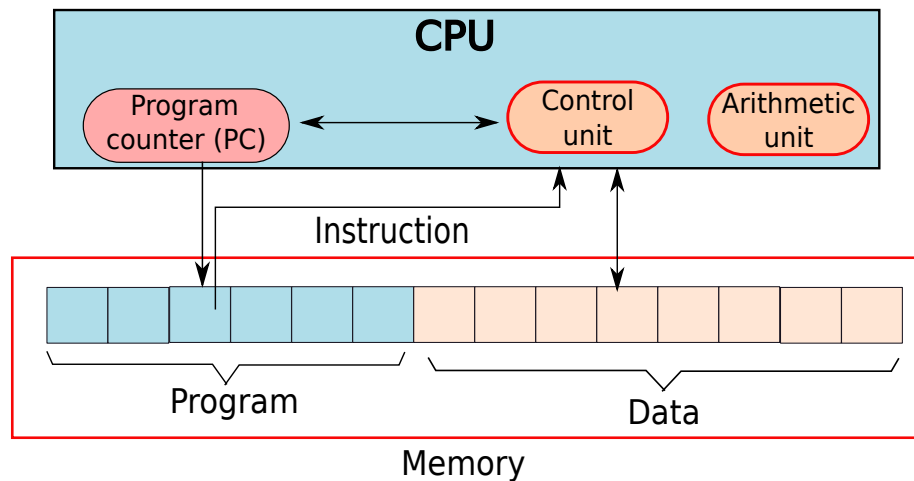 CPU
Program
counter (PC)
Control
unit
Arithmetic
unit
Instruction
Program
Data
Memory